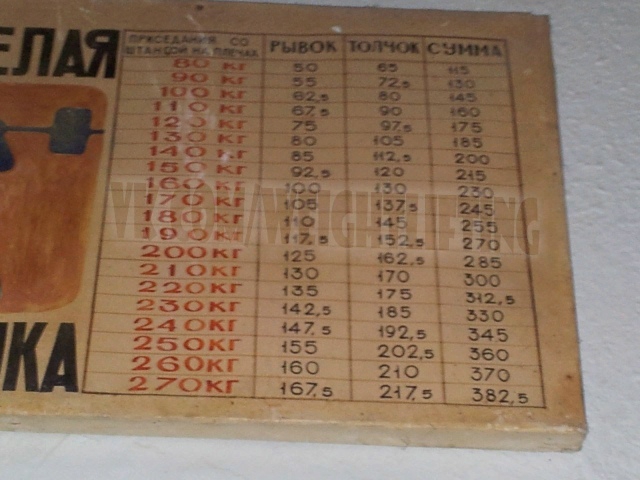 ЕЛАЯ
ПРИСЕДАНИЯ СО ШТАНГОЙ НА ПЛЕЧАХ РЫВОК ТОЛЧОК СУММА
80 КГ 50 65 115
90 КГ 55 72,5 130
100 КГ 62,5 80 145
110 КГ 67,5 90 160
120 КГ 75 97,5 175
130 КГ 80 105 185
140 КГ 85 112,5 200
150 КГ 92,5 120 215
160 КГ 100 130 230
170 КГ 105 137,5 245
180 КГ 110 145 255
190 КГ 117,5 152,5 270
200 КГ 125 162,5 285
210 КГ 130 170 300
220 КГ 135 175 312,5
230 КГ 142,5 185 330
240 КГ 147,5 192,5 345
250 КГ 155 202,5 360
260 КГ 160 210 370
270 КГ 167,5 217,5 382,5
КА